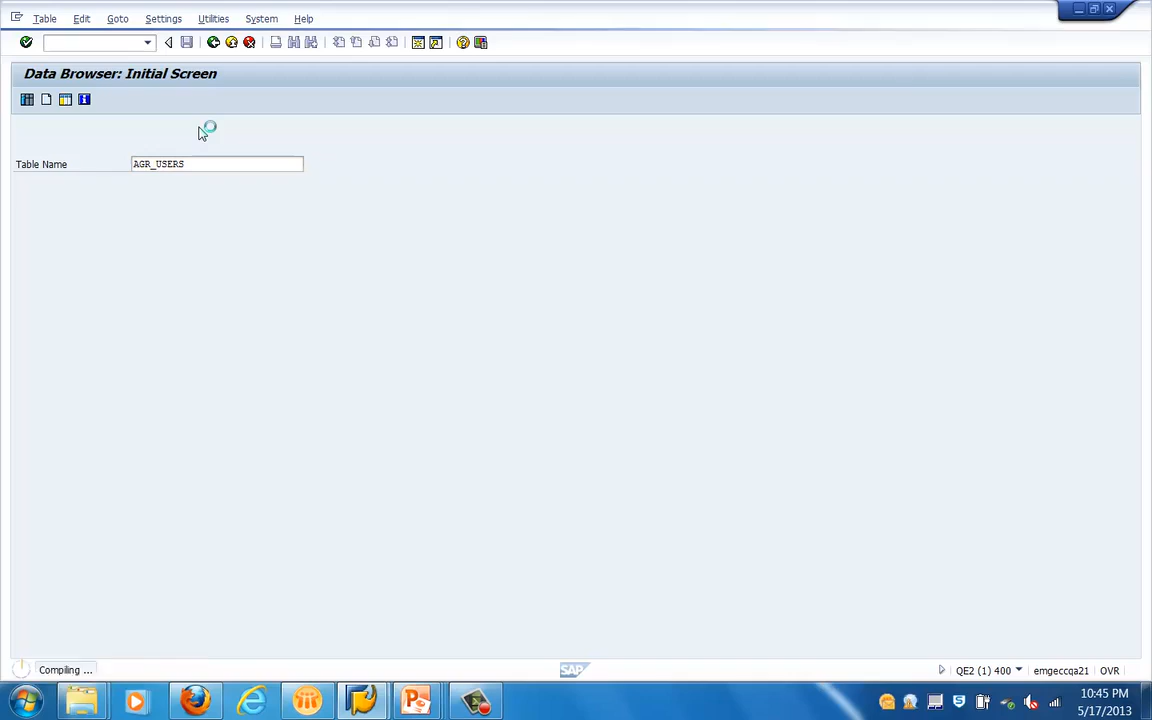 Table Edit Goto Settings Utilities System Help
Data Browser: Initial Screen
Table Name AGR_USERS
Compiling ... SAP QE2 (1) 400 emgeccqa21 OVR
10:45 PM
5/17/2013